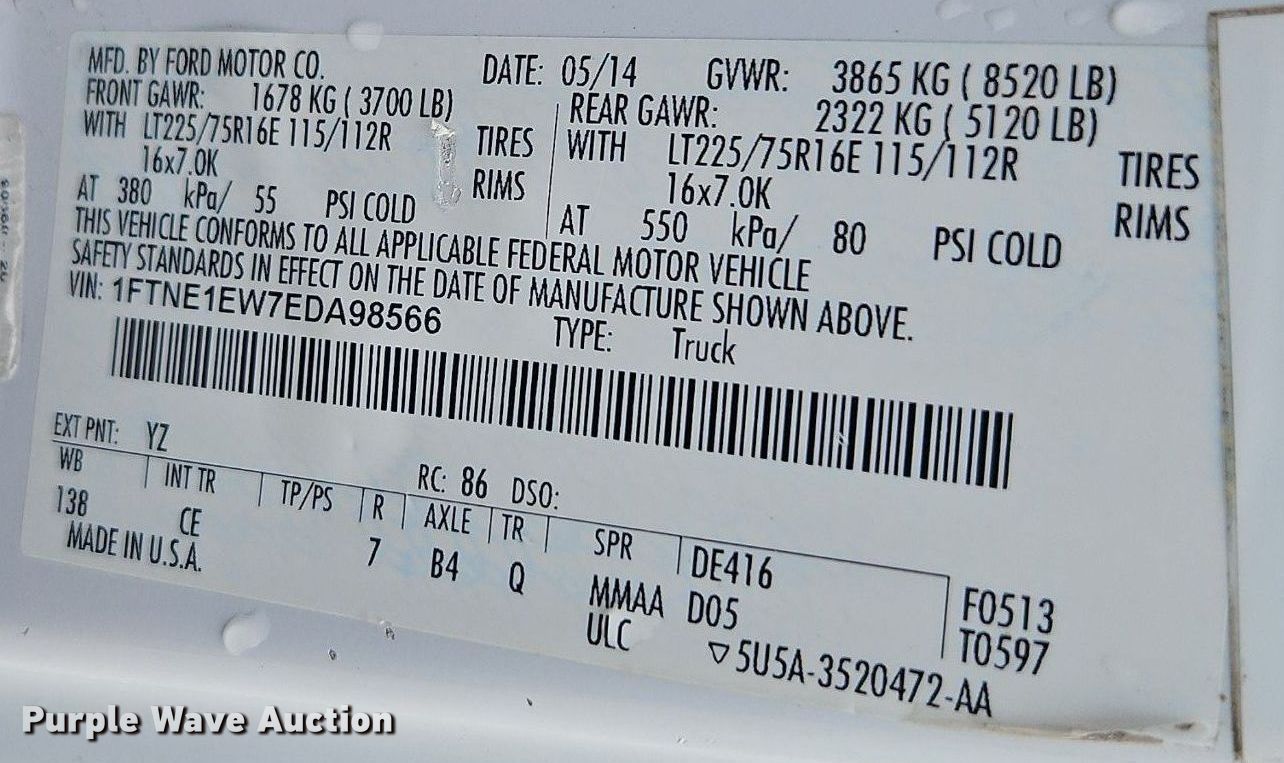 MFD. BY FORD MOTOR CO. DATE: 05/14 GVWR: 3865 KG ( 8520 LB)
FRONT GAWR: 1678 KG ( 3700 LB) REAR GAWR: 2322 KG ( 5120 LB)
WITH LT225/75R16E 115/112R TIRES WITH LT225/75R16E 115/112R TIRES
16x7.0K RIMS 16x7.0K RIMS
AT 380 kPa/ 55 PSI COLD AT 550 kPa/ 80 PSI COLD
THIS VEHICLE CONFORMS TO ALL APPLICABLE FEDERAL MOTOR VEHICLE
SAFETY STANDARDS IN EFFECT ON THE DATE OF MANUFACTURE SHOWN ABOVE.
VIN: 1FTNE1EW7EDA98566 TYPE: Truck
EXT PNT: YZ RC: 86 DSO:
WB INT TR TP/PS R AXLE TR SPR DE416 F0513
138 CE 7 B4 Q MMAA D05 T0597
MADE IN U.S.A. ULC ▽5U5A-3520472-AA
Purple Wave Auction